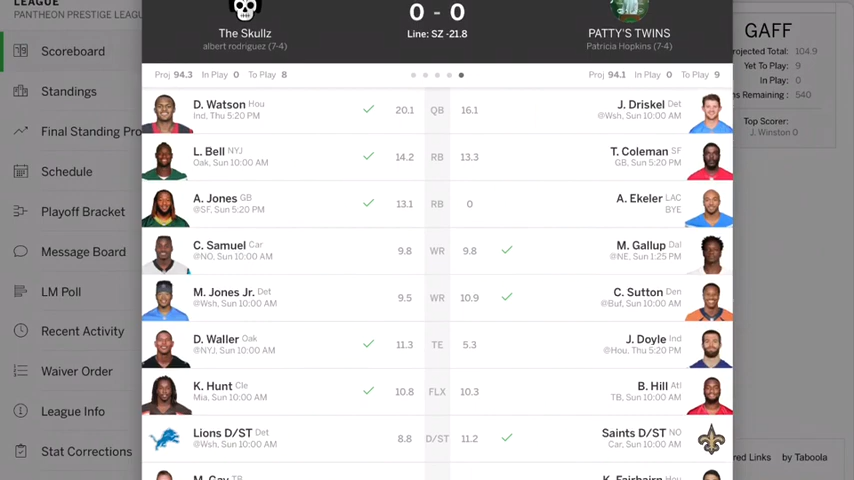 LEAGUE
PANTHEON PRESTIGE LEAG
Scoreboard
Standings
Final Standing Pro
Schedule
Playoff Bracket
Message Board
LM Poll
Recent Activity
Waiver Order
League Info
Stat Corrections
The Skullz
albert rodriguez (7-4)
0 - 0
Line: SZ -21.8
PATTY'S TWINS
Patricia Hopkins (7-4)
Proj 94.3 In Play 0 To Play 8
Proj 94.1 In Play 0 To Play 9
D. Watson Hou
Ind, Thu 5:20 PM
20.1 QB 16.1
J. Driskel Det
@Wsh, Sun 10:00 AM
L. Bell NYJ
Oak, Sun 10:00 AM
14.2 RB 13.3
T. Coleman SF
GB, Sun 5:20 PM
A. Jones GB
@SF, Sun 5:20 PM
13.1 RB 0
A. Ekeler LAC
BYE
C. Samuel Car
@NO, Sun 10:00 AM
9.8 WR 9.8
M. Gallup Dal
@NE, Sun 1:25 PM
M. Jones Jr. Det
@Wsh, Sun 10:00 AM
9.5 WR 10.9
C. Sutton Den
@Buf, Sun 10:00 AM
D. Waller Oak
@NYJ, Sun 10:00 AM
11.3 TE 5.3
J. Doyle Ind
@Hou, Thu 5:20 PM
K. Hunt Cle
Mia, Sun 10:00 AM
10.8 FLX 10.3
B. Hill Atl
TB, Sun 10:00 AM
Lions D/ST Det
@Wsh, Sun 10:00 AM
8.8 D/ST 11.2
Saints D/ST NO
Car, Sun 10:00 AM
M. Gay TB
K. Fairbairn Hou
GAFF
rojected Total: 104.9
Yet To Play: 9
In Play: 0
ns Remaining : 540
Top Scorer:
J. Winston 0
red Links by Taboola